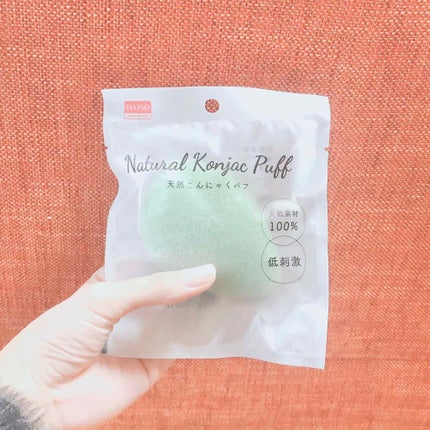 DAISO
Natural Konjac Puff
天然こんにゃくパフ
天然素材
100%
低刺激